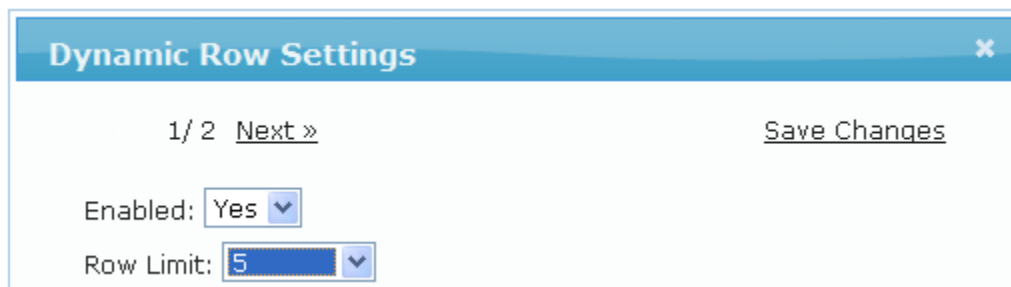 Dynamic Row Settings
1/ 2 Next » Save Changes
Enabled: Yes
Row Limit: 5